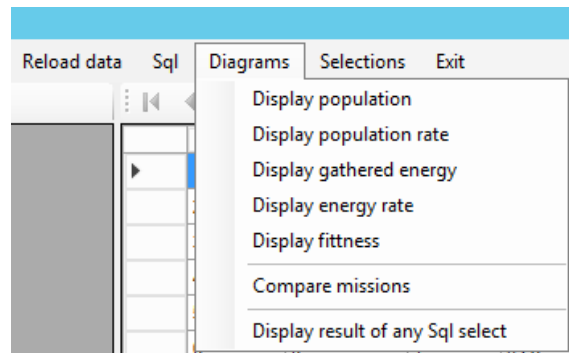 Reload data Sql Diagrams Selections Exit
Display population
Display population rate
Display gathered energy
Display energy rate
Display fittness
Compare missions
Display result of any Sql select